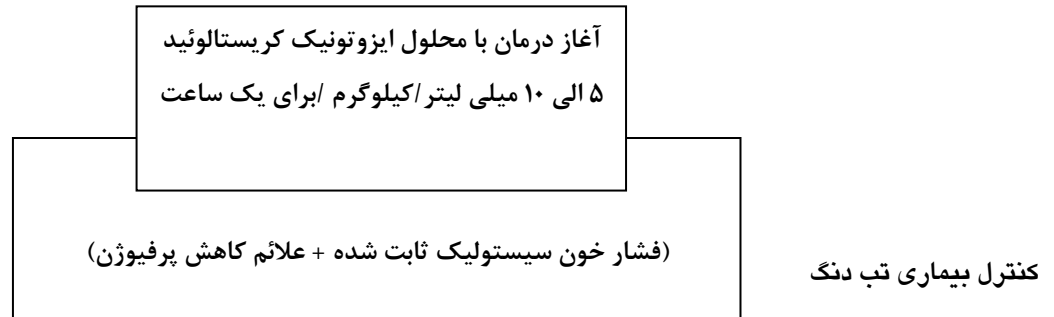 آغاز درمان با محلول ایزوتونیک کریستالوئید
۵ الی ۱۰ میلی لیتر/کیلوگرم /برای یک ساعت
(فشار خون سیستولیک ثابت شده + علائم کاهش پرفیوژن)
کنترل بیماری تب دنگ